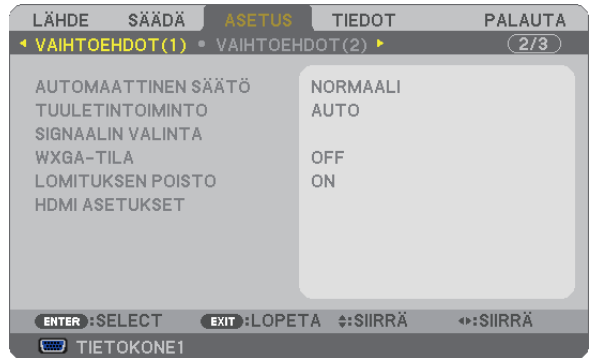 LÄHDE SÄÄDÄ ASETUS TIEDOT PALAUTA
VAIHTOEHDOT(1) • VAIHTOEHDOT(2) 2/3
AUTOMAATTINEN SÄÄTÖ NORMAALI
TUULETINTOIMINTO AUTO
SIGNAALIN VALINTA
WXGA-TILA OFF
LOMITUKSEN POISTO ON
HDMI ASETUKSET
ENTER :SELECT EXIT :LOPETA :SIIRRÄ :SIIRRÄ
TIETOKONE1